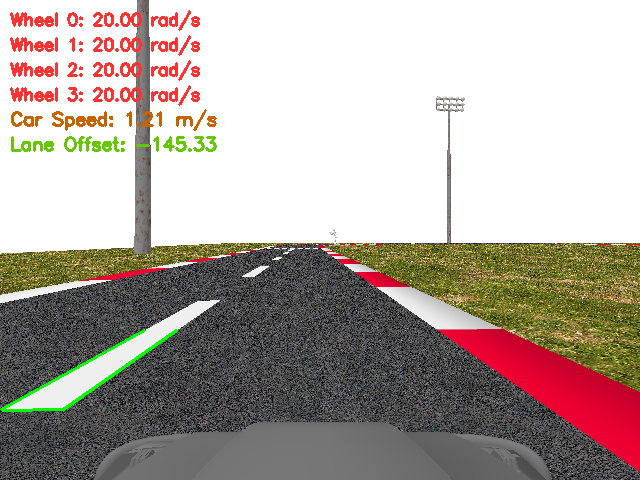 Wheel 0: 20.00 rad/s
Wheel 1: 20.00 rad/s
Wheel 2: 20.00 rad/s
Wheel 3: 20.00 rad/s
Car Speed: 1.21 m/s
Lane Offset: -145.33